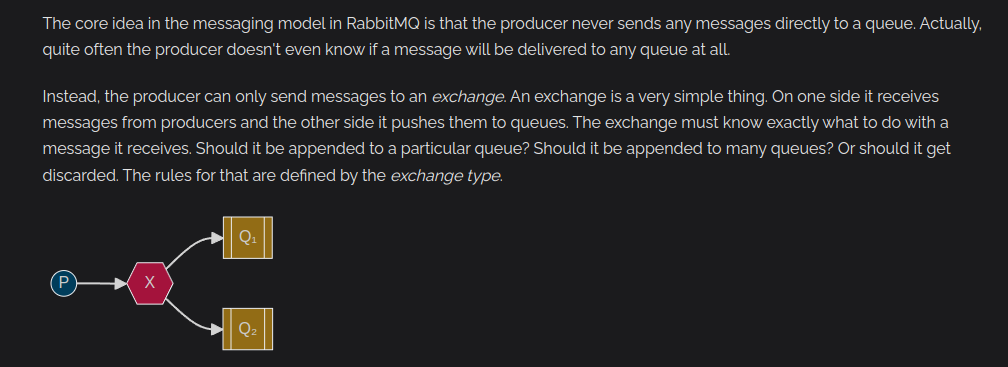 The core idea in the messaging model in RabbitMQ is that the producer never sends any messages directly to a queue. Actually,
quite often the producer doesn't even know if a message will be delivered to any queue at all.
Instead, the producer can only send messages to an exchange. An exchange is a very simple thing. On one side it receives
messages from producers and the other side it pushes them to queues. The exchange must know exactly what to do with a
message it receives. Should it be appended to a particular queue? Should it be appended to many queues? Or should it get
discarded. The rules for that are defined by the exchange type.
Q₁
P
X
Q₂